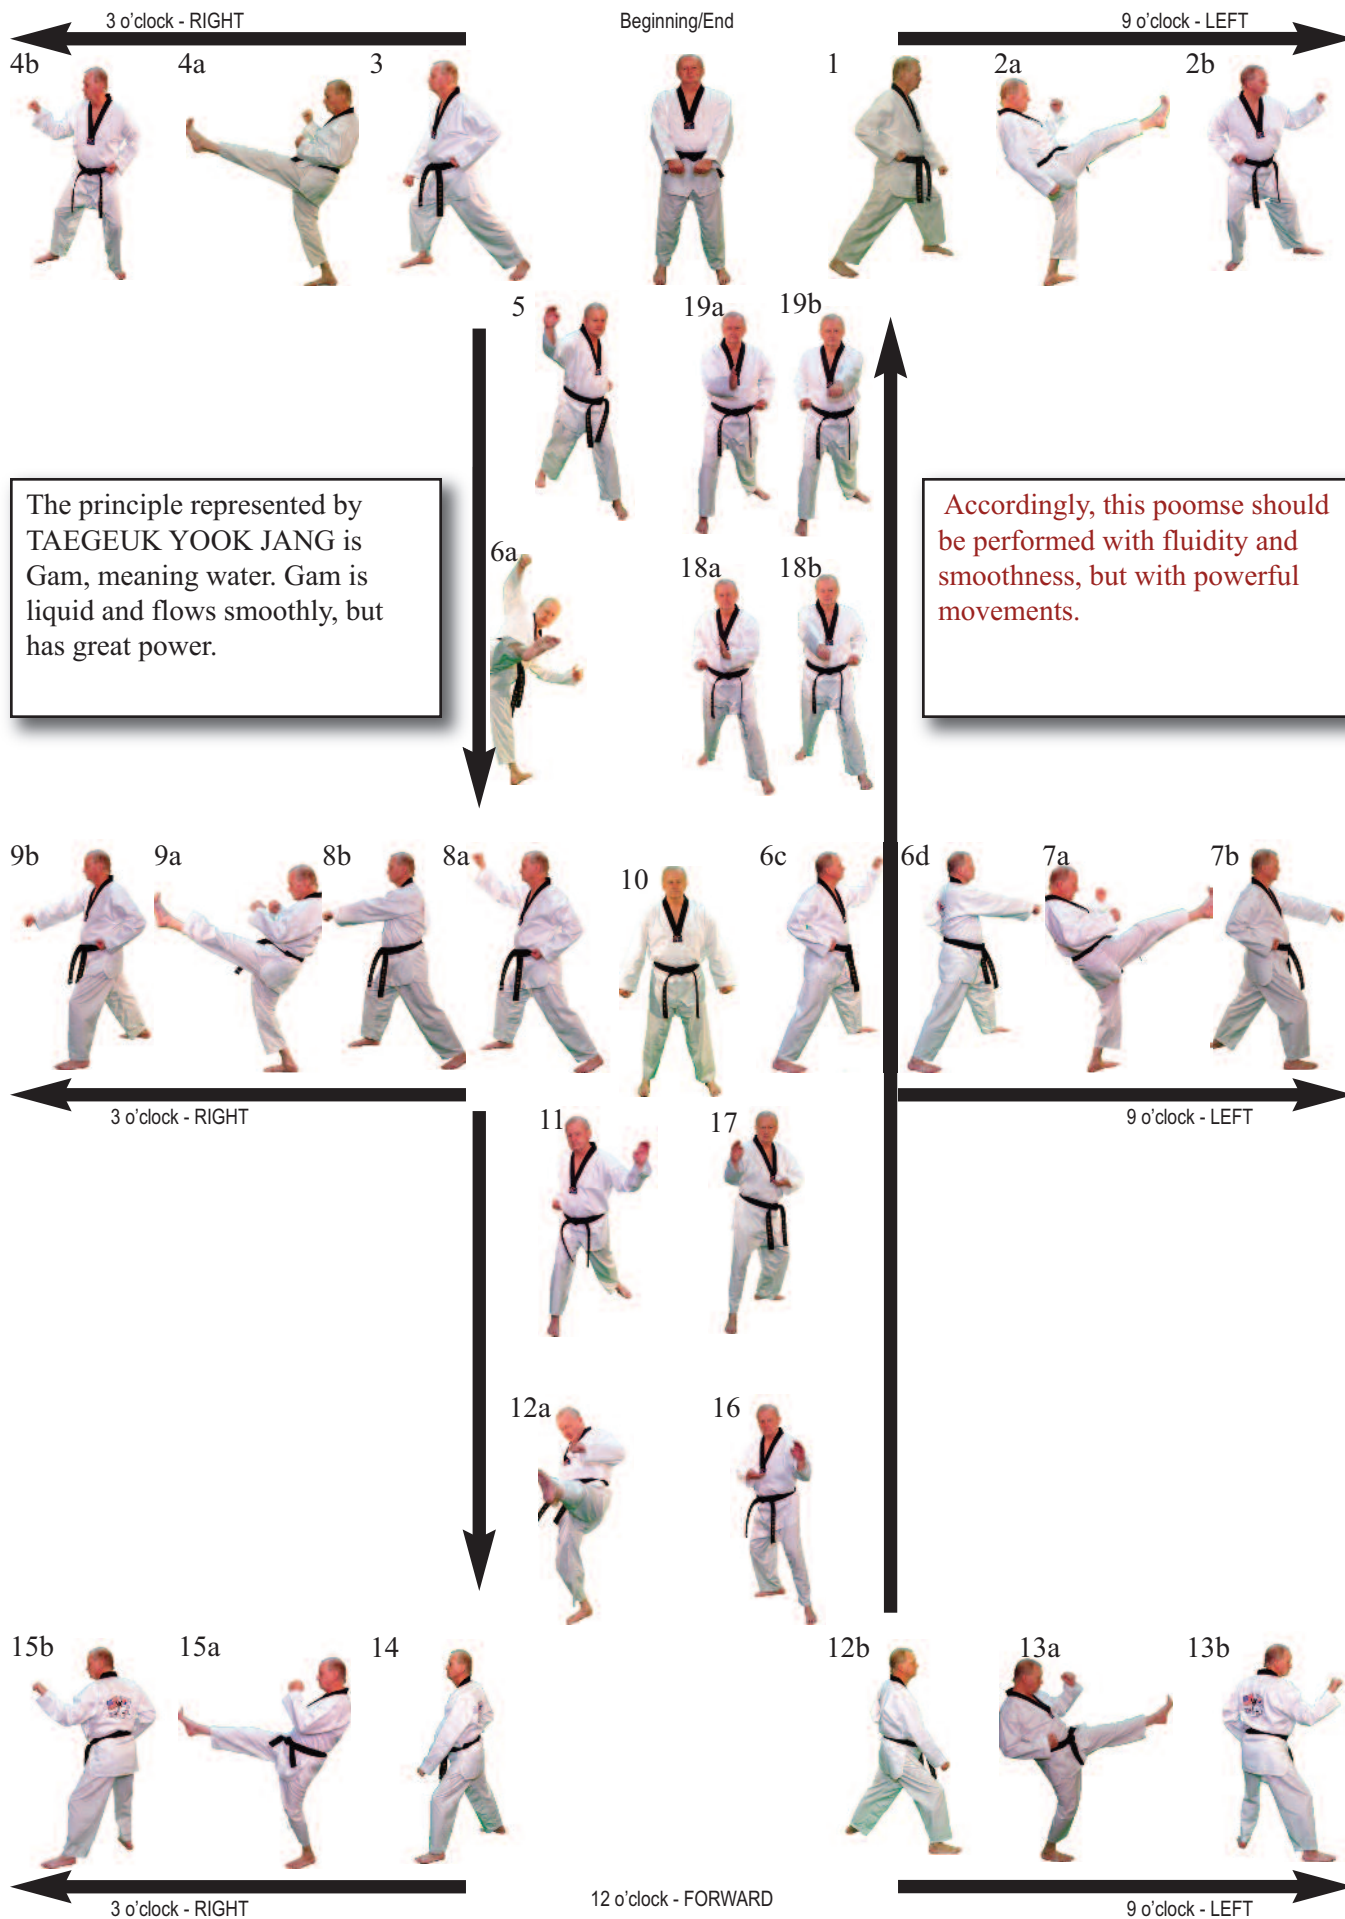 3 o'clock - RIGHT
Beginning/End
9 o'clock - LEFT
4b
4a
3
1
2a
2b
5
19a
19b
The principle represented by
TAEGEUK YOOK JANG is
Gam, meaning water. Gam is
liquid and flows smoothly, but
has great power.
Accordingly, this poomse should
be performed with fluidity and
smoothness, but with powerful
movements.
6a
18a
18b
9b
9a
8b
8a
10
6c
6d
7a
7b
3 o'clock - RIGHT
9 o'clock - LEFT
11
17
12a
16
15b
15a
14
12b
13a
13b
3 o'clock - RIGHT
12 o'clock - FORWARD
9 o'clock - LEFT